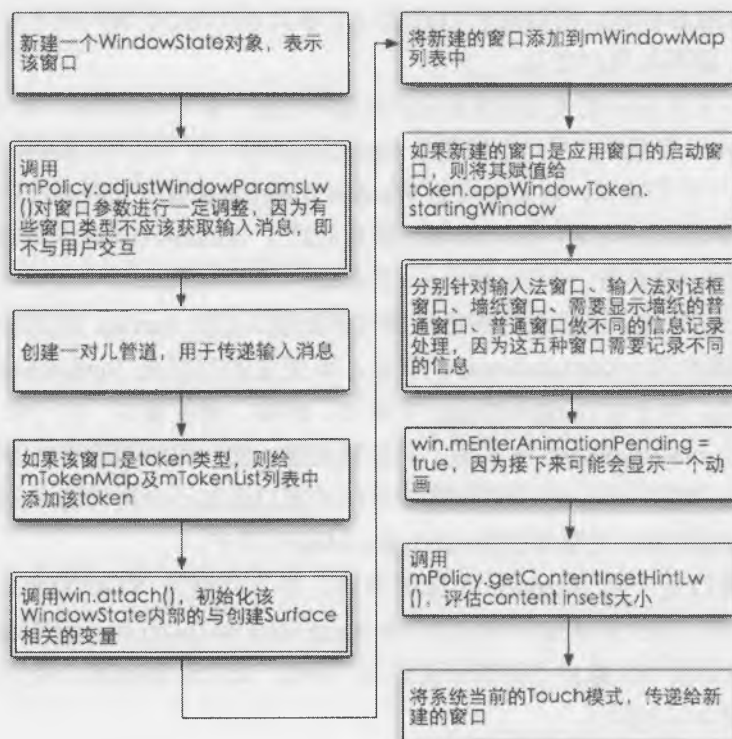 新建一个WindowState对象，表示
该窗口
调用
mPolicy.adjustWindowParamsLw
()对窗口参数进行一定调整，因为有
些窗口类型不应该获取输入消息，即
不与用户交互
创建一对儿管道，用于传递输入消息
如果该窗口是token类型，则给
mTokenMap及mTokenList列表中
添加该token
调用win.attach()，初始化该
WindowState内部的与创建Surface
相关的变量
将新建的窗口添加到mWindowMap
列表中
如果新建的窗口是应用窗口的启动窗
口，则将其赋值给
token.appWindowToken.
startingWindow
分别针对输入法窗口、输入法对话框
窗口、墙纸窗口、需要显示墙纸的普
通窗口、普通窗口做不同的信息记录
处理，因为这五种窗口需要记录不同
的信息
win.mEnterAnimationPending =
true，因为接下来可能会显示一个动
画
调用
mPolicy.getContentInsetHintLw
()，评估content insets大小
将系统当前的Touch模式，传递给新
建的窗口